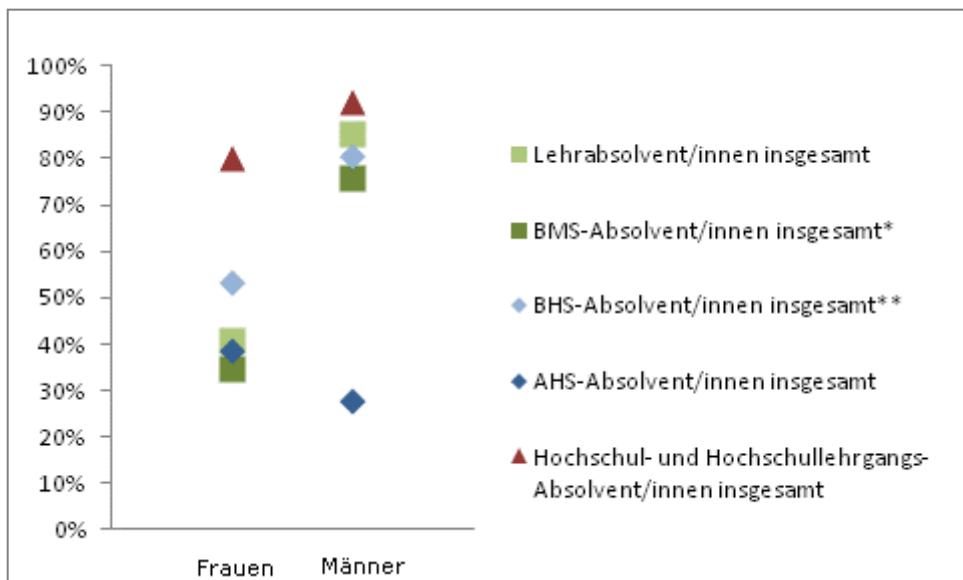 100%
90%
80%
70%
60%
50%
40%
30%
20%
10%
0%
Frauen Männer
Lehrabsolvent/innen insgesamt
BMS-Absolvent/innen insgesamt*
BHS-Absolvent/innen insgesamt**
AHS-Absolvent/innen insgesamt
Hochschul- und Hochschullehrgangs-
Absolvent/innen insgesamt